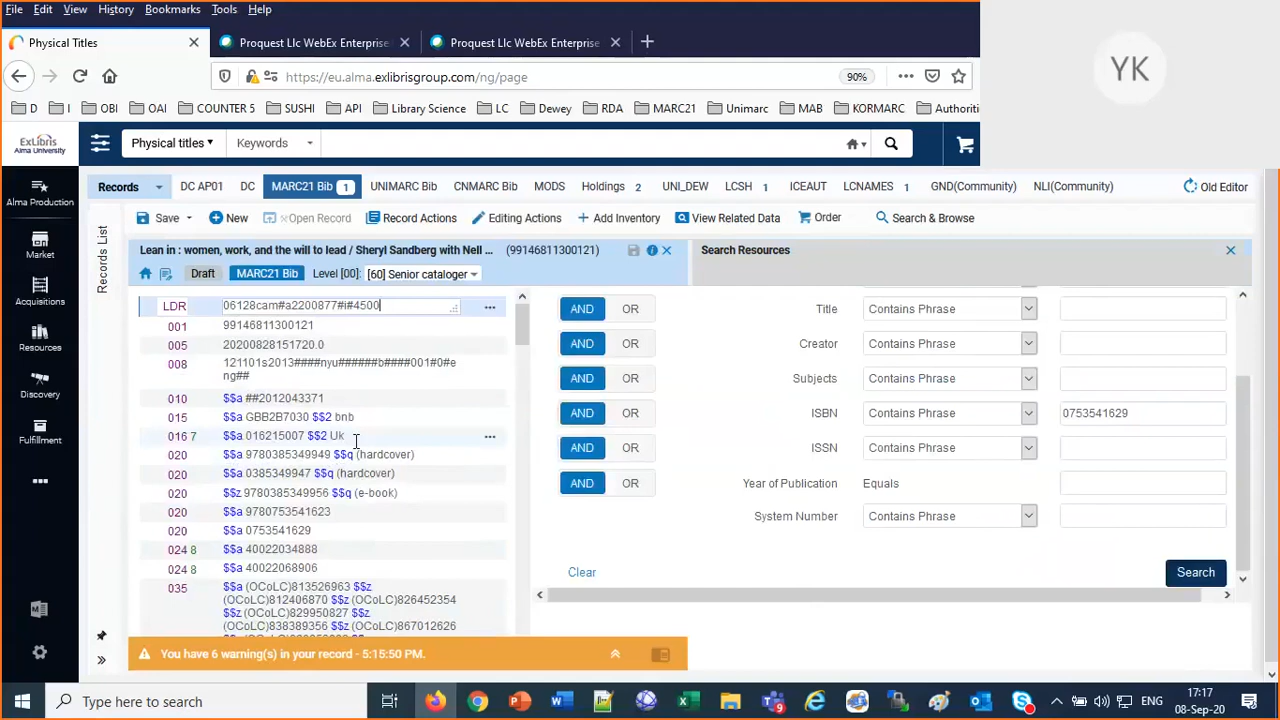 File Edit View History Bookmarks Tools Help
Physical Titles Proquest Llc WebEx Enterprise Proquest Llc WebEx Enterprise
https://eu.alma.exlibrisgroup.com/ng/page 90%
D I OBI OAI COUNTER 5 SUSHI API Library Science LC Dewey RDA MARC21 Unimarc MAB KORMARC Authoriti
YK
ExLibris
Alma University
Physical titles Keywords
Records DC AP01 DC MARC21 Bib 1 UNIMARC Bib CNMARC Bib MODS Holdings 2 UNI_DEW LCSH 1 ICEAUT LCNAMES 1 GND(Community) NLI(Community) Old Editor
Save New Open Record Record Actions Editing Actions Add Inventory View Related Data Order Search & Browse
Alma Production
Market
Acquisitions
Resources
Discovery
Fulfillment
Records List
Lean in : women, work, and the will to lead / Sheryl Sandberg with Nell ... (99146811300121)
Draft MARC21 Bib Level [00]: [60] Senior cataloger
LDR 06128cam#a2200877#i#4500
001 99146811300121
005 20200828151720.0
008 121101s2013####nyu######b####001#0#e
ng##
010 $$a ##2012043371
015 $$a GBB2B7030 $$2 bnb
016 7 $$a 016215007 $$2 Uk
020 $$a 9780385349949 $$q (hardcover)
020 $$a 0385349947 $$q (hardcover)
020 $$z 9780385349956 $$q (e-book)
020 $$a 9780753541623
020 $$a 0753541629
024 8 $$a 40022034888
024 8 $$a 40022068906
035 $$a (OCoLC)813526963 $$z
(OCoLC)812406870 $$z (OCoLC)826452354
$$z (OCoLC)829950827 $$z
(OCoLC)838389356 $$z (OCoLC)867012626
You have 6 warning(s) in your record - 5:15:50 PM.
Search Resources
AND OR Title Contains Phrase
AND OR Creator Contains Phrase
AND OR Subjects Contains Phrase
AND OR ISBN Contains Phrase 0753541629
AND OR ISSN Contains Phrase
AND OR Year of Publication Equals
System Number Contains Phrase
Clear Search
Type here to search
ENG 17:17
08-Sep-20